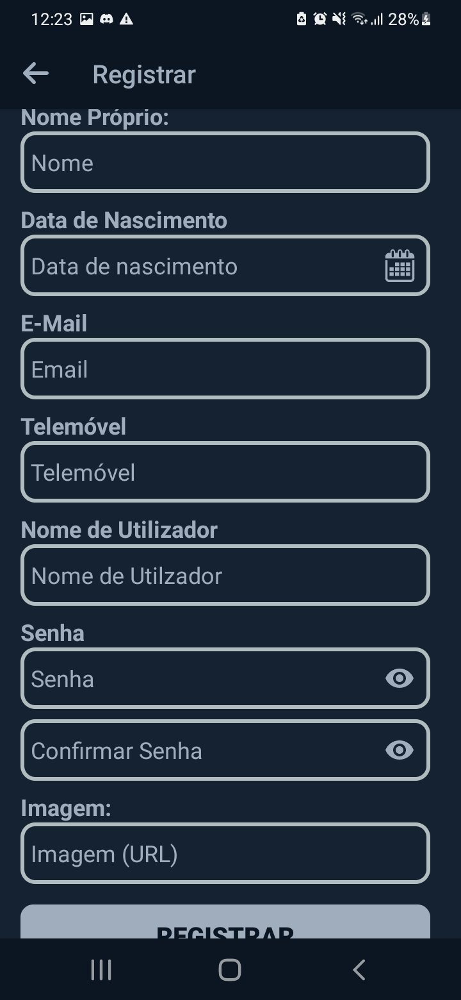 12:23
28%
Registrar
Nome Próprio:
Nome
Data de Nascimento
Data de nascimento
E-Mail
Email
Telemóvel
Telemóvel
Nome de Utilizador
Nome de Utilzador
Senha
Senha
Confirmar Senha
Imagem:
Imagem (URL)
REGISTRAR